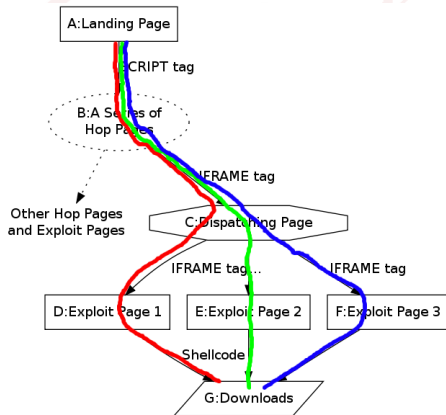 A:Landing Page
SCRIPT tag
B:A Series of
Hop Pages
IFRAME tag
Other Hop Pages
and Exploit Pages
C:Dispatching Page
IFRAME tag...
IFRAME tag
D:Exploit Page 1
E:Exploit Page 2
F:Exploit Page 3
Shellcode
G:Downloads